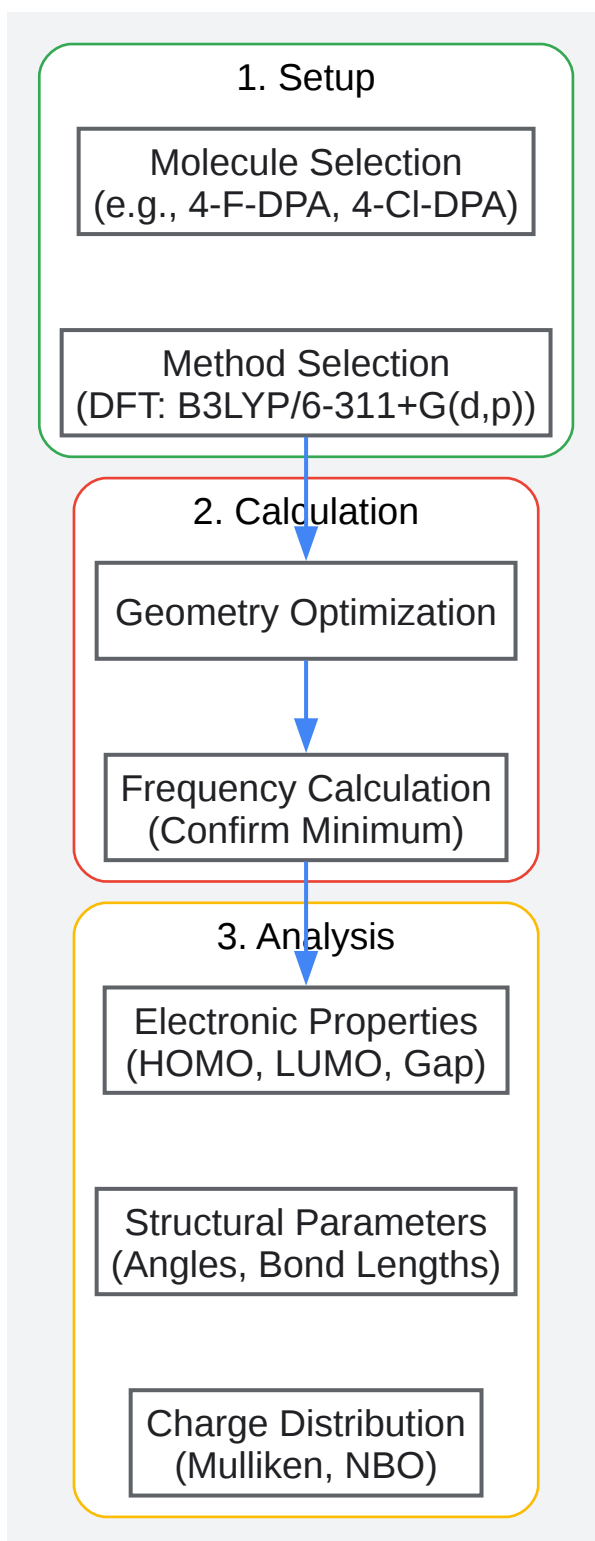 1. Setup
Molecule Selection
(e.g., 4-F-DPA, 4-Cl-DPA)
Method Selection
(DFT: B3LYP/6-311+G(d,p))
2. Calculation
Geometry Optimization
Frequency Calculation
(Confirm Minimum)
3. Analysis
Electronic Properties
(HOMO, LUMO, Gap)
Structural Parameters
(Angles, Bond Lengths)
Charge Distribution
(Mulliken, NBO)